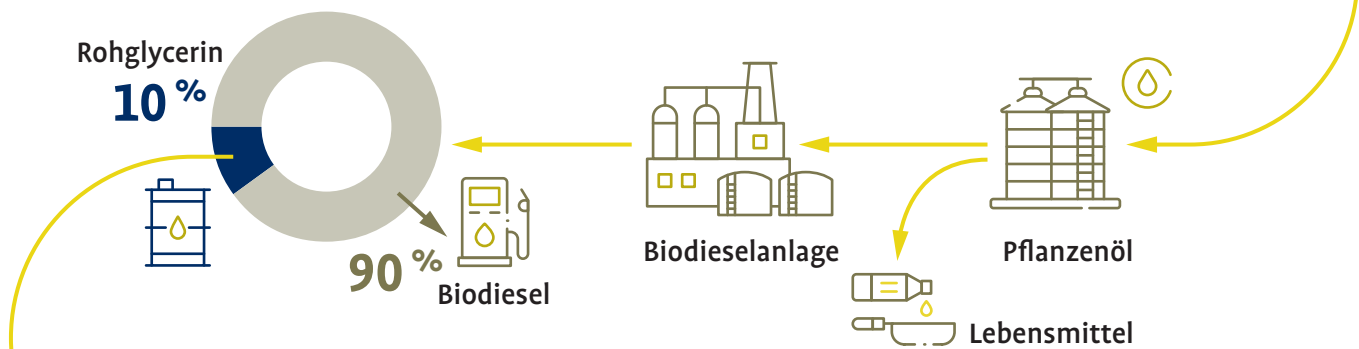 Rohglycerin
10 %
90 %
Biodiesel
Biodieselanlage
Pflanzenöl
Lebensmittel